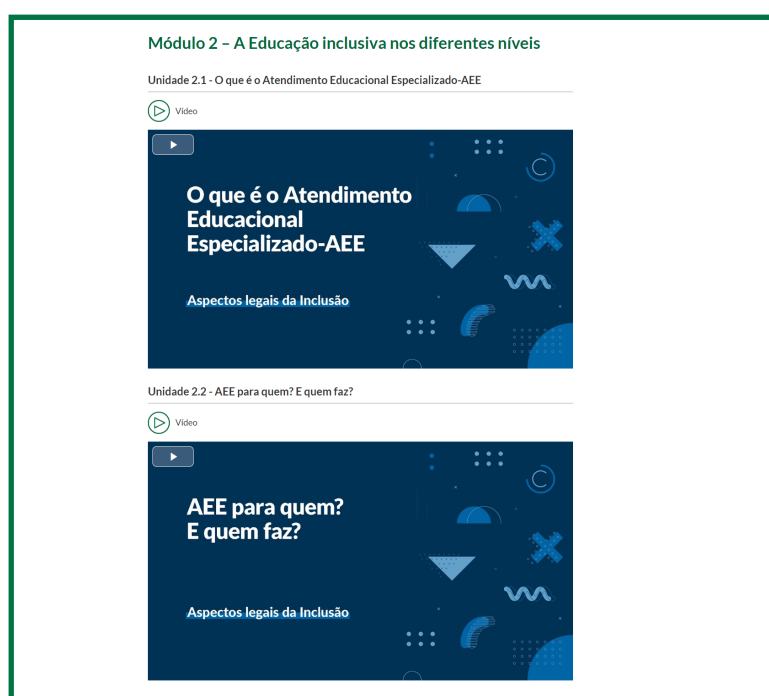 Módulo 2 – A Educação inclusiva nos diferentes níveis
Unidade 2.1 - O que é o Atendimento Educacional Especializado-AEE
Vídeo
O que é o Atendimento
Educacional
Especializado-AEE
Aspectos legais da Inclusão
Unidade 2.2 - AEE para quem? E quem faz?
Vídeo
AEE para quem?
E quem faz?
Aspectos legais da Inclusão